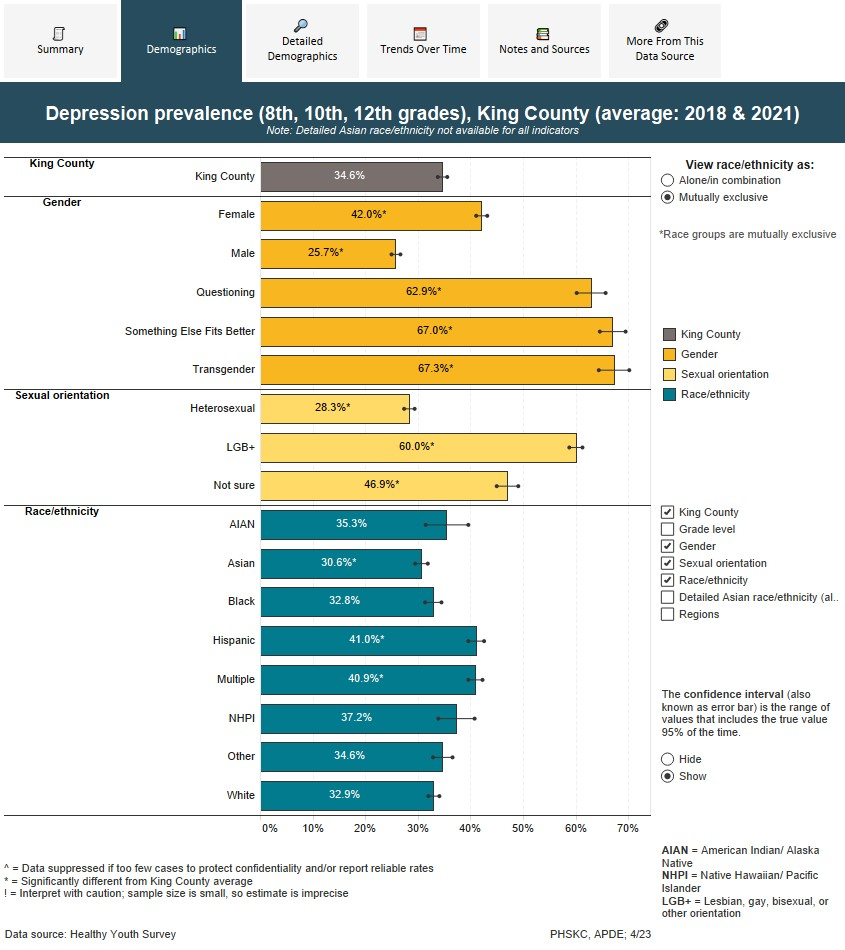 Summary
Demographics
Detailed
Demographics
Trends Over Time
Notes and Sources
More From This
Data Source
Depression prevalence (8th, 10th, 12th grades), King County (average: 2018 & 2021)
Note: Detailed Asian race/ethnicity not available for all indicators
King County
King County 34.6%
Gender
Female 42.0%*
Male 25.7%*
Questioning 62.9%*
Something Else Fits Better 67.0%*
Transgender 67.3%*
Sexual orientation
Heterosexual 28.3%*
LGB+ 60.0%*
Not sure 46.9%*
Race/ethnicity
AIAN 35.3%
Asian 30.6%*
Black 32.8%
Hispanic 41.0%*
Multiple 40.9%*
NHPI 37.2%
Other 34.6%
White 32.9%
0% 10% 20% 30% 40% 50% 60% 70%
View race/ethnicity as:
Alone/in combination
Mutually exclusive
*Race groups are mutually exclusive
King County
Gender
Sexual orientation
Race/ethnicity
King County
Grade level
Gender
Sexual orientation
Race/ethnicity
Detailed Asian race/ethnicity (al..
Regions
The confidence interval (also
known as error bar) is the range of
values that includes the true value
95% of the time.
Hide
Show
AIAN = American Indian/ Alaska
Native
NHPI = Native Hawaiian/ Pacific
Islander
LGB+ = Lesbian, gay, bisexual, or
other orientation
^ = Data suppressed if too few cases to protect confidentiality and/or report reliable rates
* = Significantly different from King County average
! = Interpret with caution; sample size is small, so estimate is imprecise
Data source: Healthy Youth Survey
PHSKC, APDE; 4/23